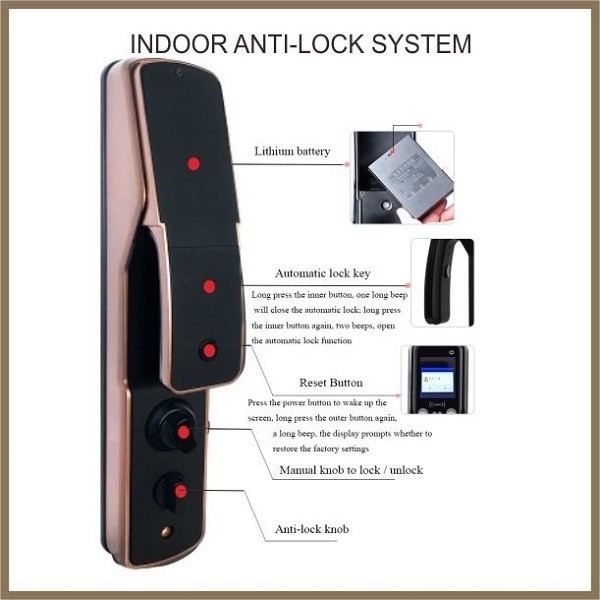 INDOOR ANTI-LOCK SYSTEM
Lithium battery
Automatic lock key
Long press the inner button, one long beep
will close the automatic lock; long press
the inner button again, two beeps, open
the automatic lock function
Reset Button
Press the power button to wake up the
screen, long press the outer button again,
a long beep, the display prompts whether to
restore the factory settings
Manual knob to lock / unlock
Anti-lock knob